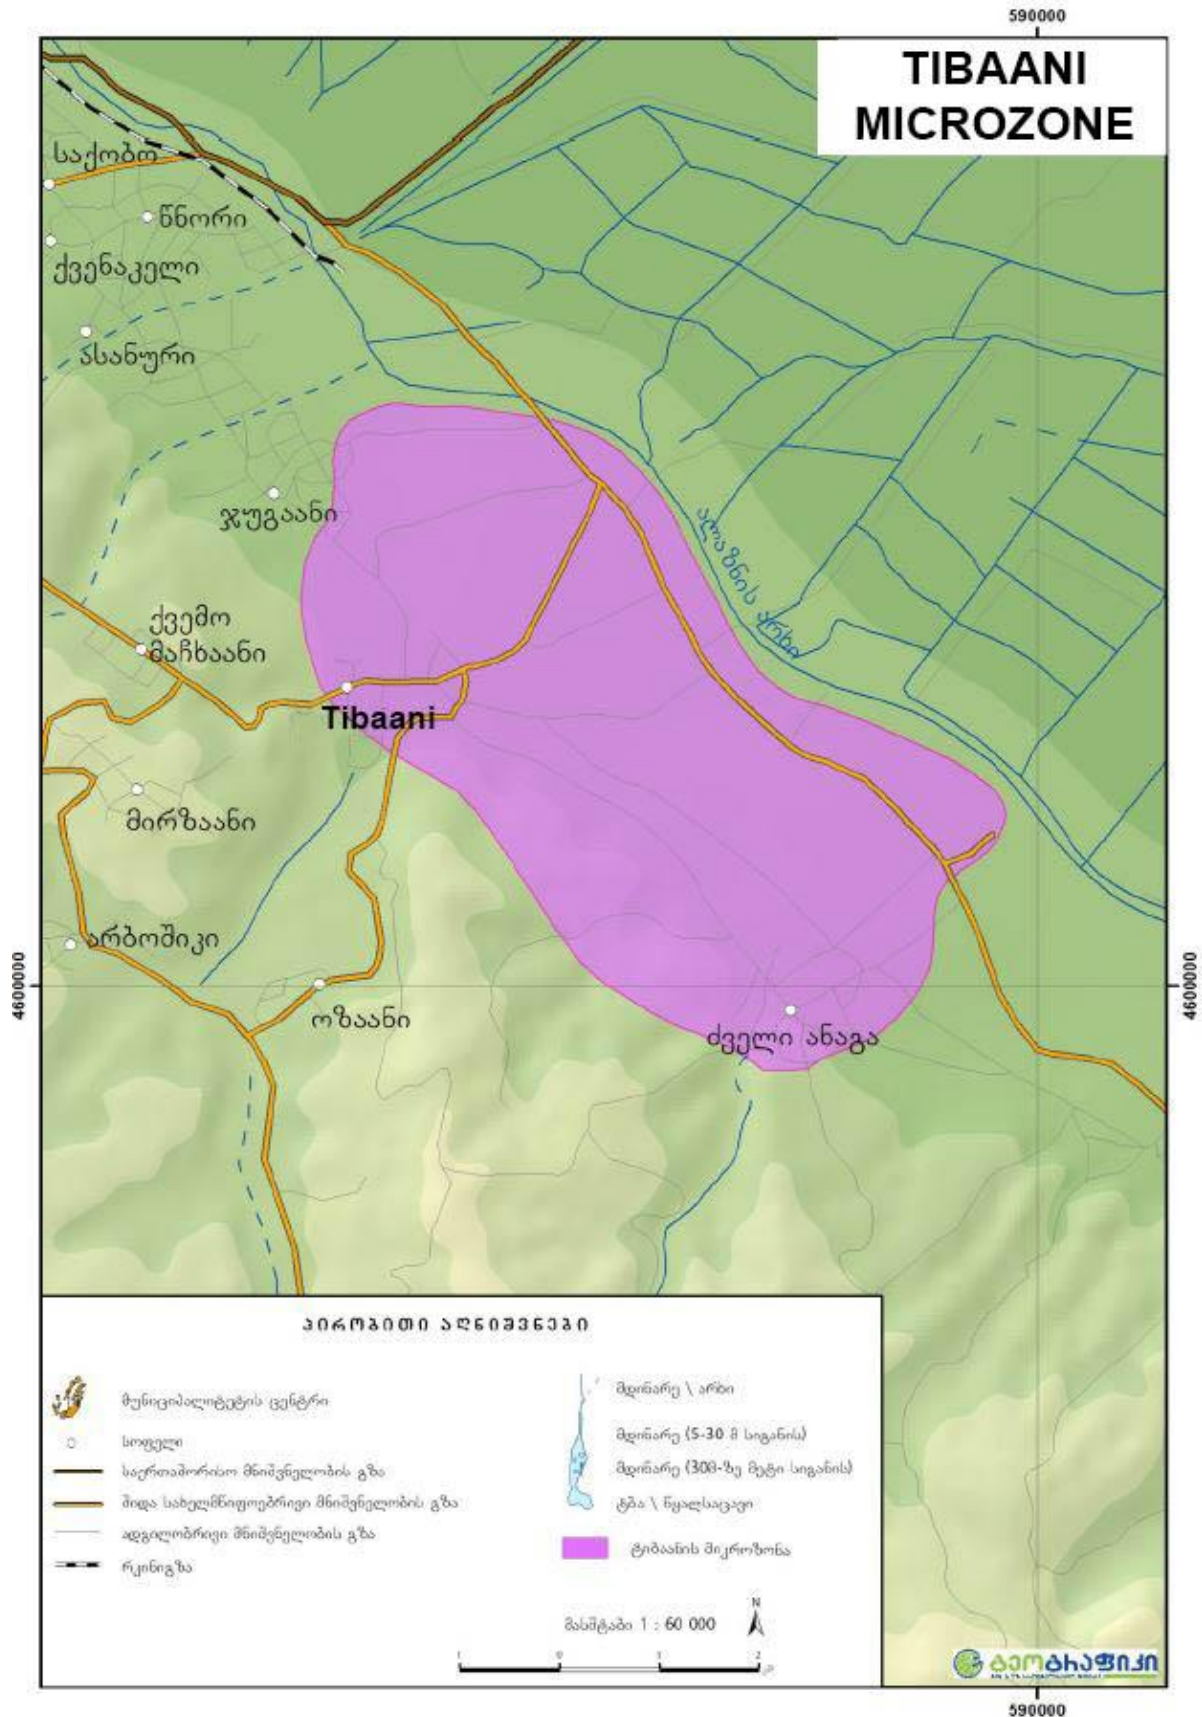 590000
TIBAANI
MICROZONE
საქობო
წნორი
ქვენაკელი
ასანური
ჯუგაანი
ალაზნის არხი
ქვემო
მაჩხაანი
Tibaani
მირზაანი
არბოშიკი
4600000
4600000
ოზაანი
ძველი ანაგა
პირობითი აღნიშვნები
მუნიციპალიტეტის ცენტრი
სოფელი
საერთაშორისო მნიშვნელობის გზა
შიდა სახელმწიფოებრივი მნიშვნელობის გზა
ადგილობრივი მნიშვნელობის გზა
რკინიგზა
მდინარე \ არხი
მდინარე (5-30 მ სიგანის)
მდინარე (30მ-ზე მეტი სიგანის)
ტბა \ წყალსაცავი
ტიბაანის მიკროზონა
N
მასშტაბი 1 : 60 000
1 0 1 2
გეოგრაფიკი
590000